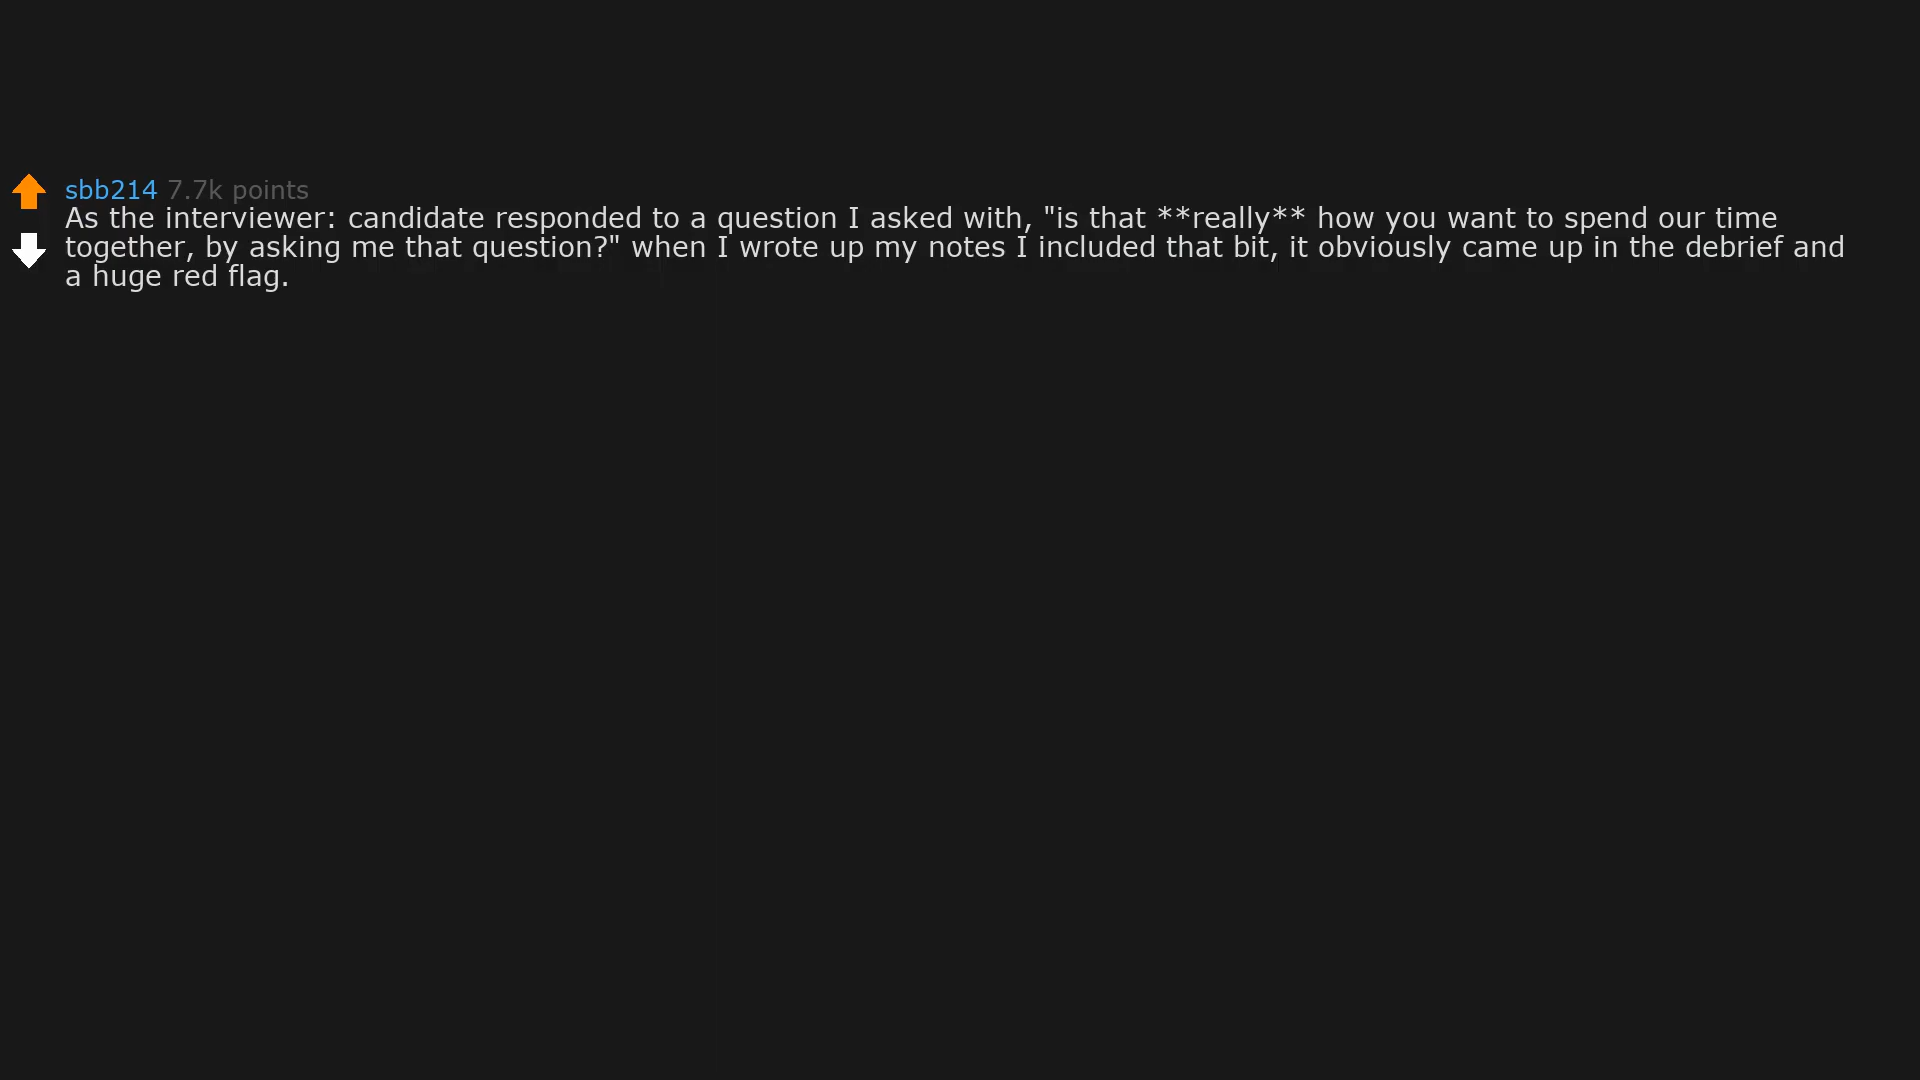 sbb214 7.7k points
As the interviewer: candidate responded to a question I asked with, "is that **really** how you want to spend our time
together, by asking me that question?" when I wrote up my notes I included that bit, it obviously came up in the debrief and
a huge red flag.